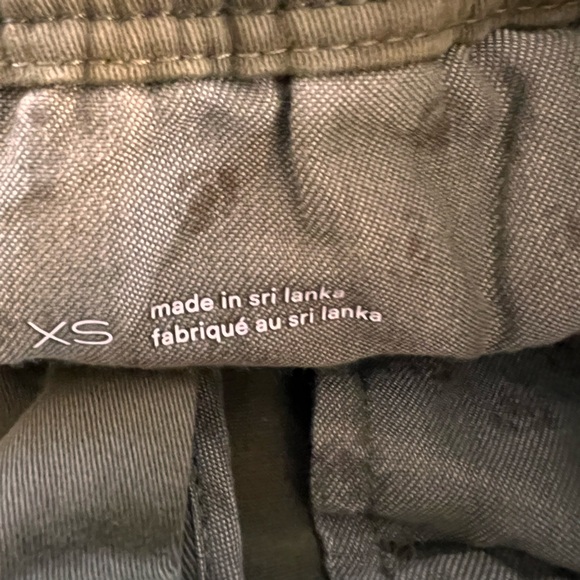 XS
made in sri lanka
fabriqué au sri lanka